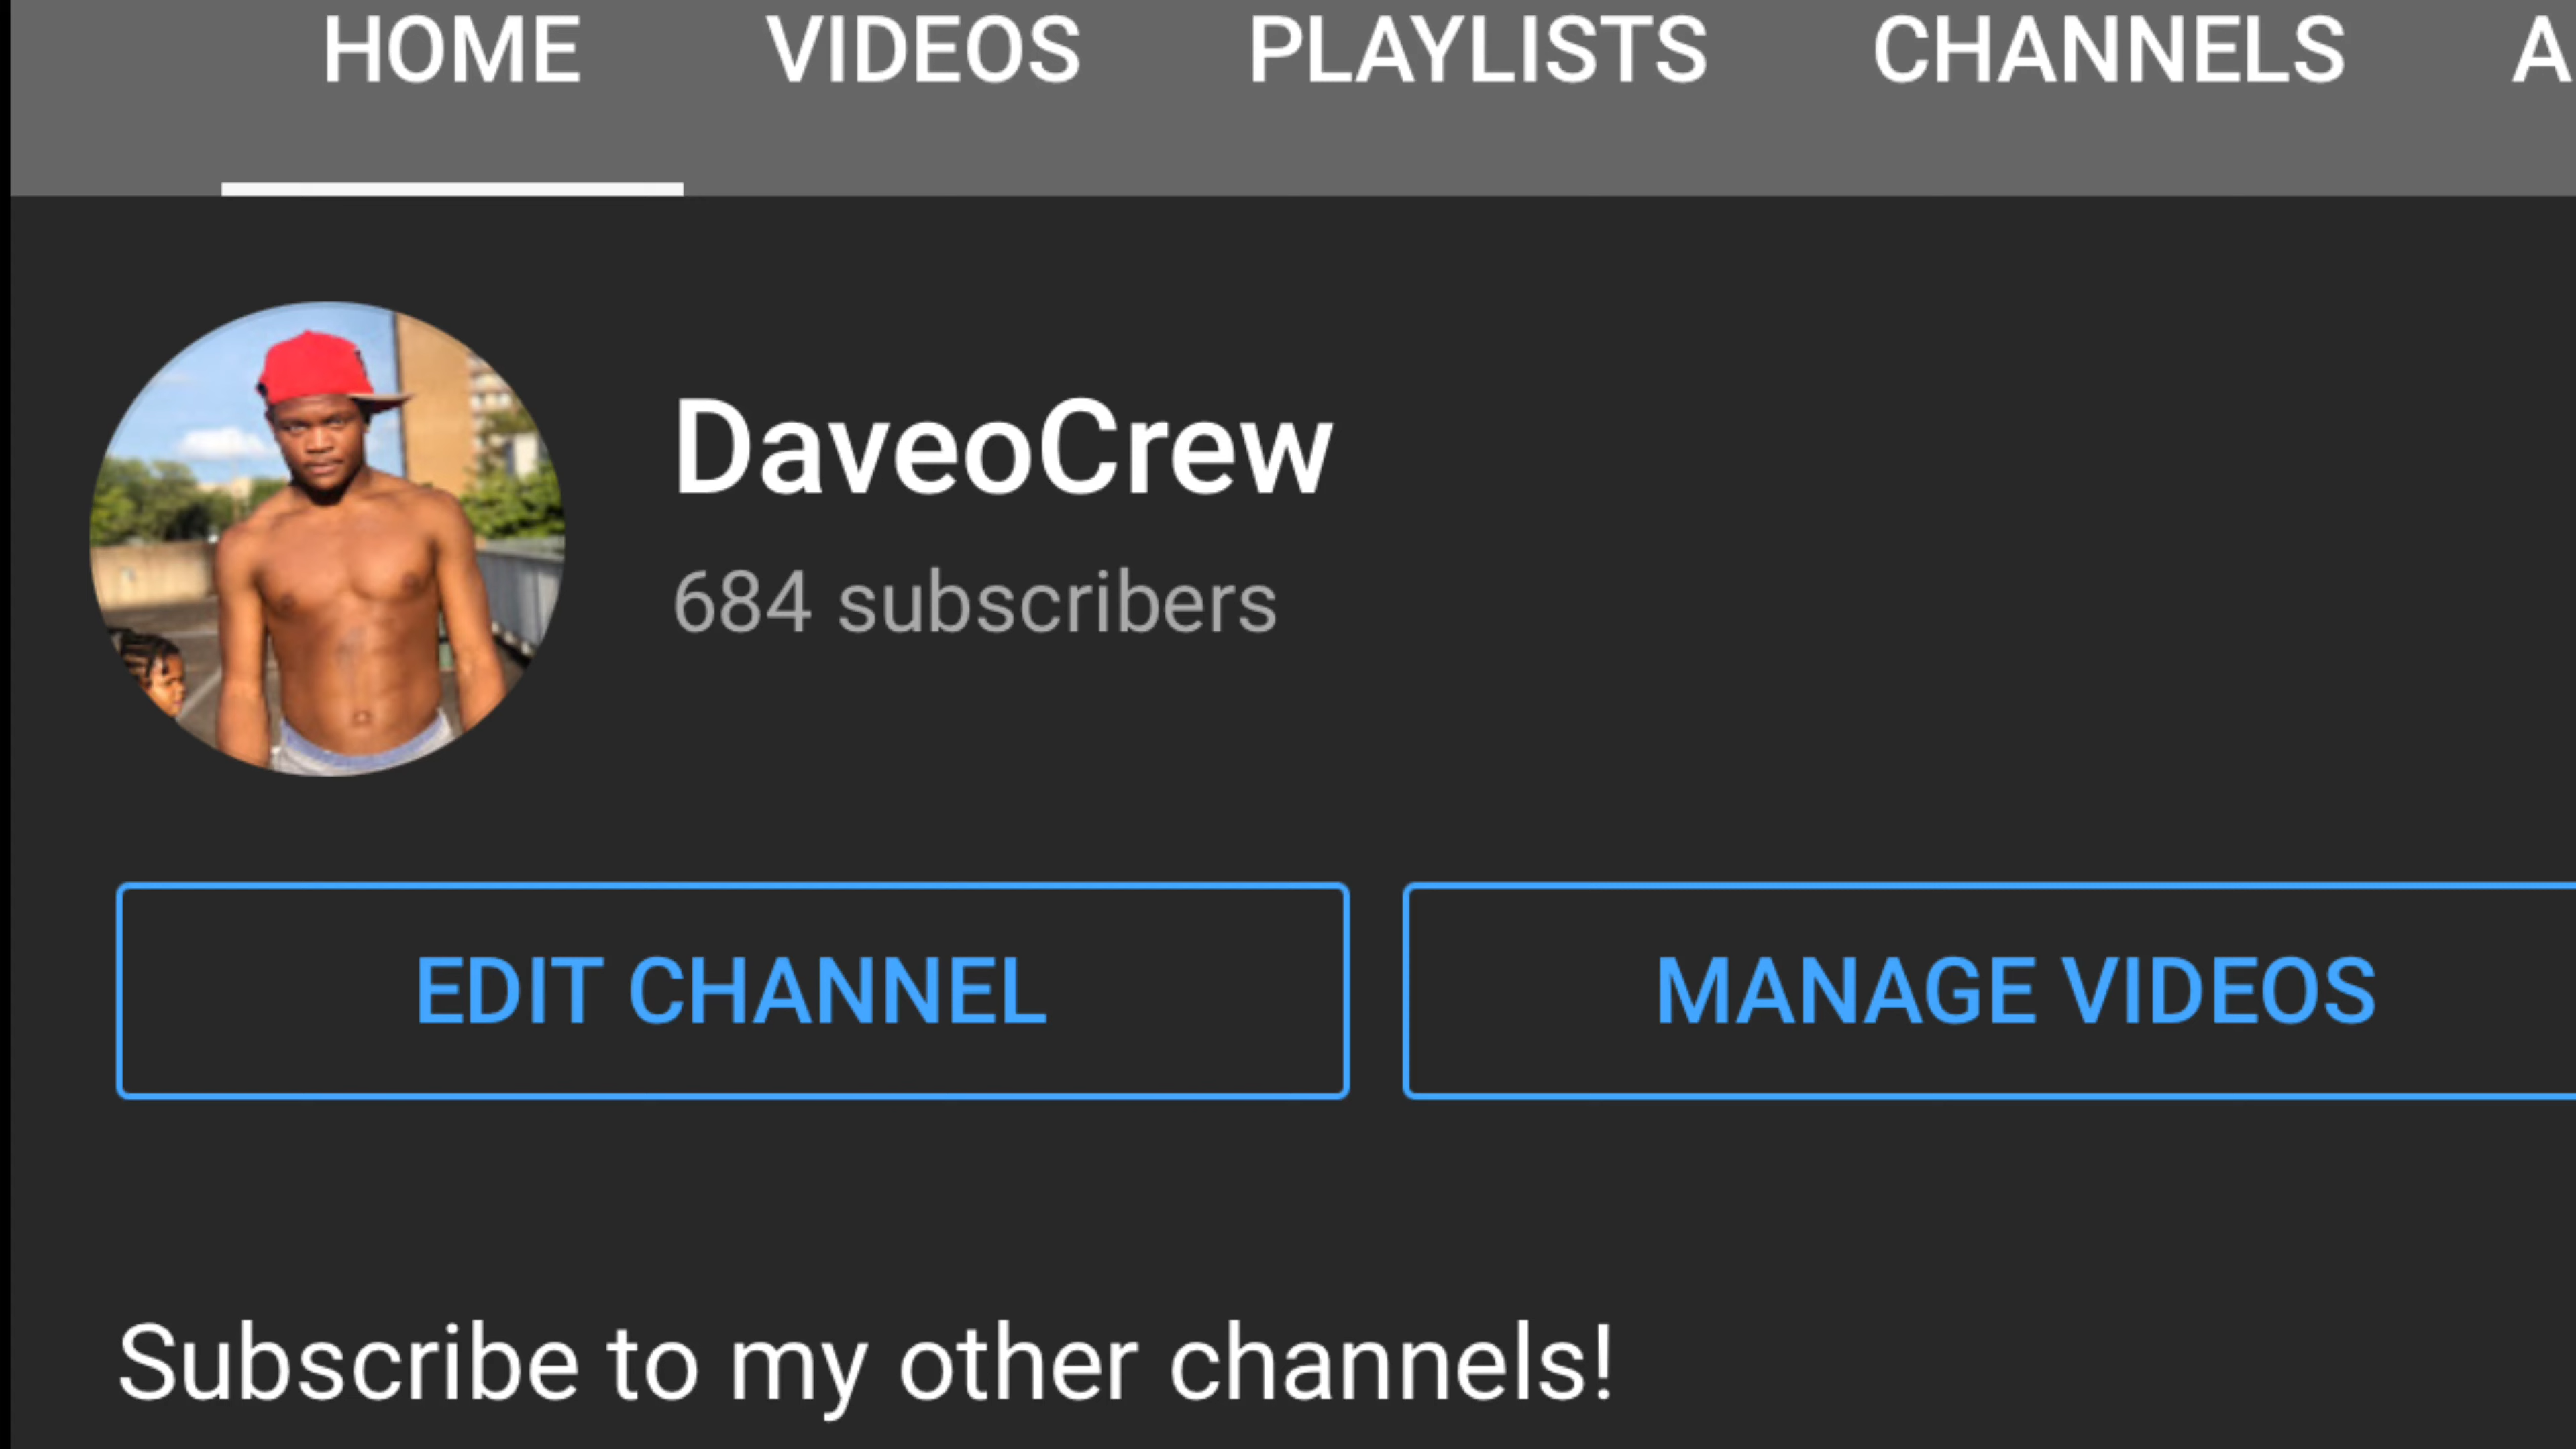 HOME VIDEOS PLAYLISTS CHANNELS A
DaveoCrew
684 subscribers
EDIT CHANNEL MANAGE VIDEOS
Subscribe to my other channels!